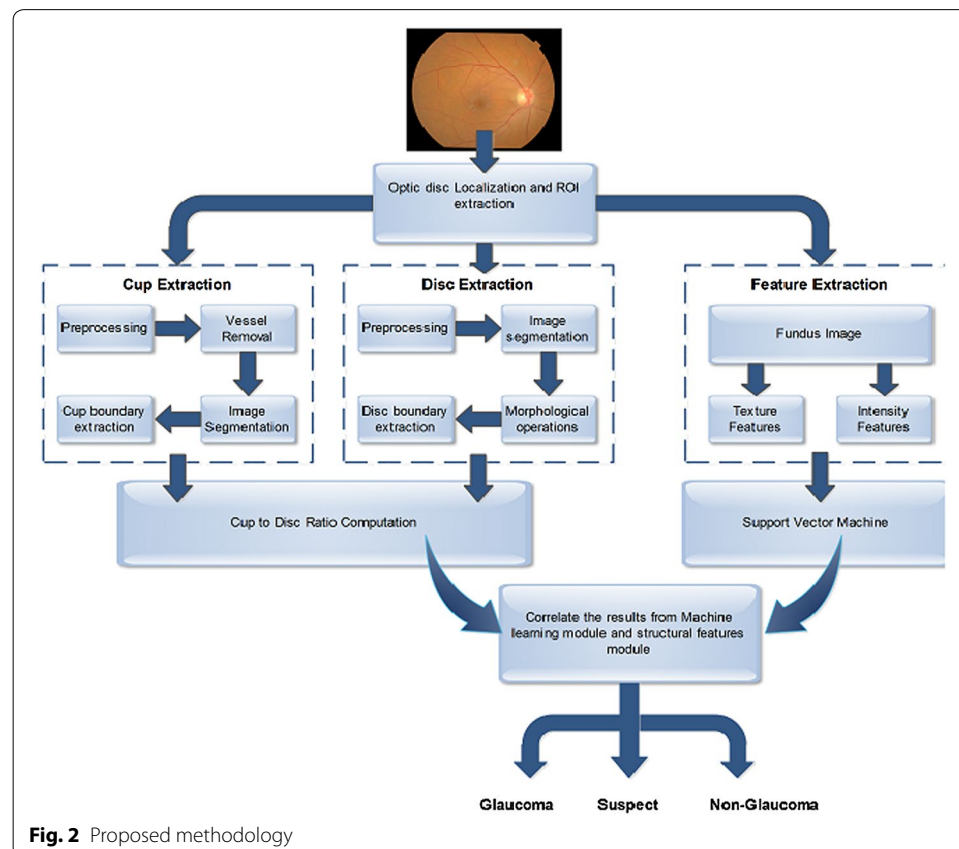 Optic disc Localization and ROI
extraction
Cup Extraction
Preprocessing
Vessel
Removal
Cup boundary
extraction
Image
Segmentation
Disc Extraction
Preprocessing
Image
segmentation
Disc boundary
extraction
Morphological
operations
Feature Extraction
Fundus Image
Texture
Features
Intensity
Features
Cup to Disc Ratio Computation
Support Vector Machine
Correlate the results from Machine
learning module and structural features
module
Glaucoma
Suspect
Non-Glaucoma
Fig. 2 Proposed methodology